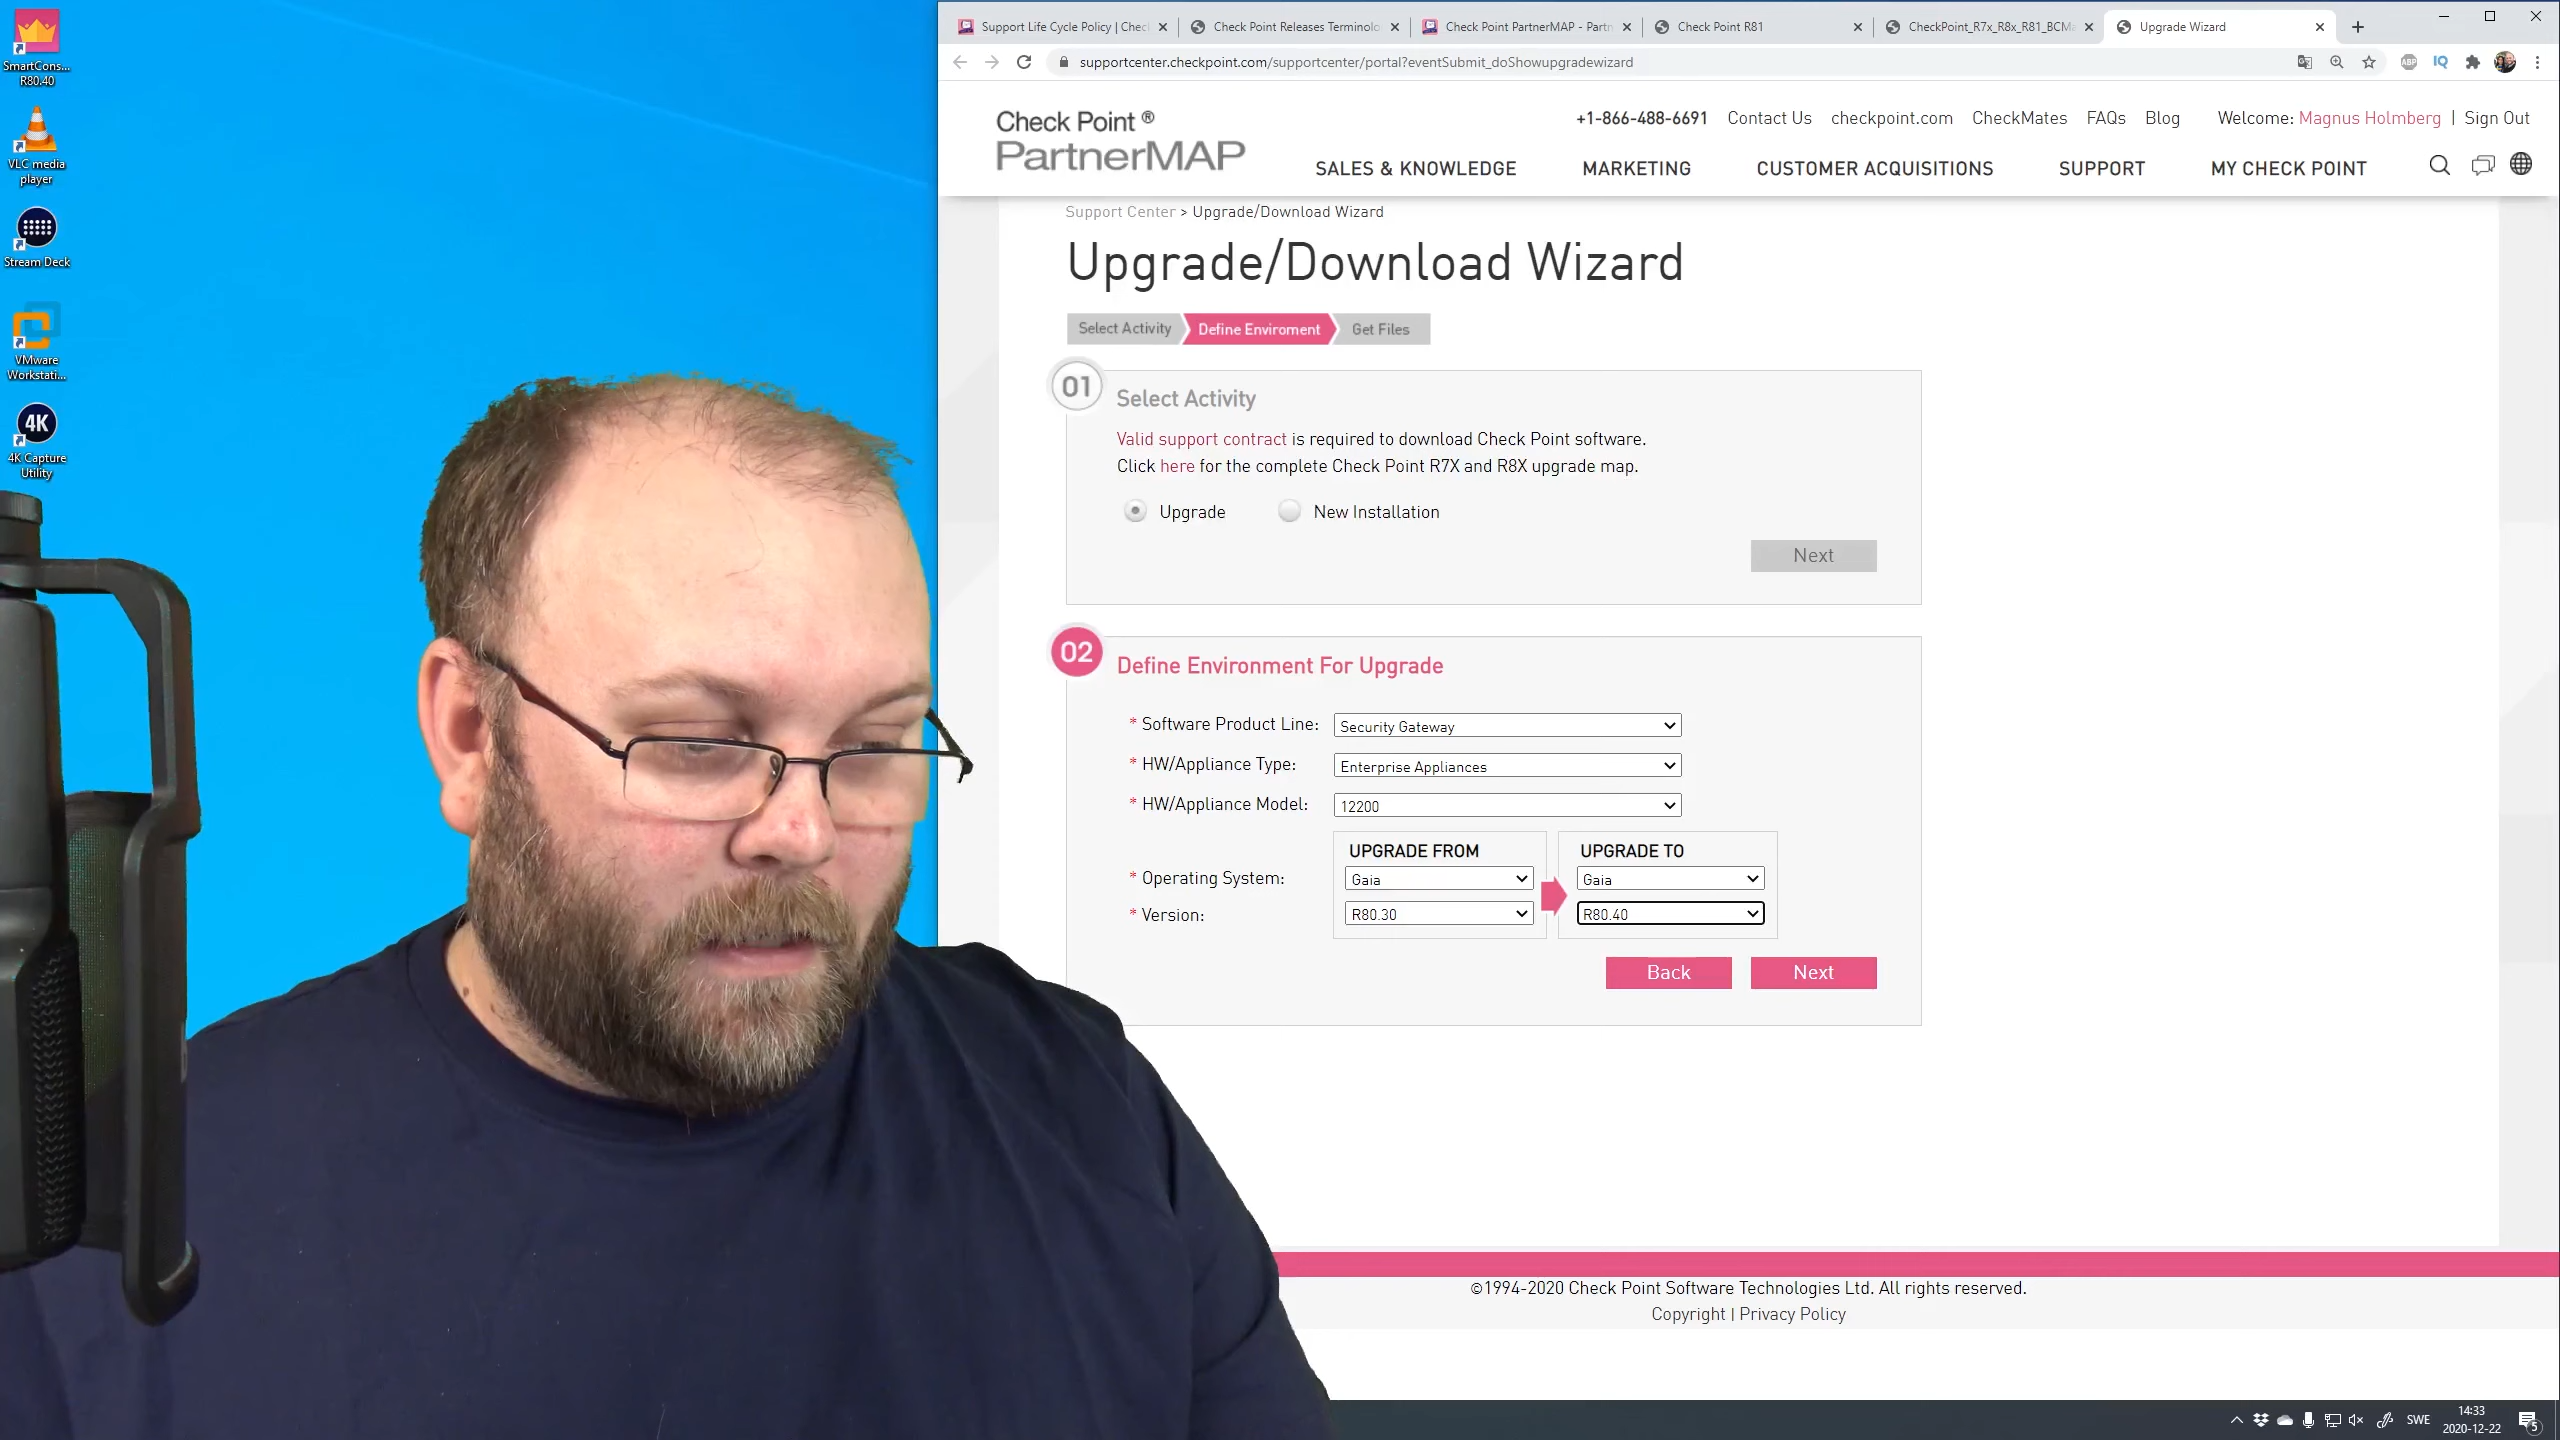 SmartCons...
R80.40
VLC media
player
Stream Deck
VMware
Workstati...
4K
4K Capture
Utility
Support Life Cycle Policy | Chec
Check Point Releases Terminolo
Check Point PartnerMAP - Partn
Check Point R81
CheckPoint_R7x_R8x_R81_BCMa
Upgrade Wizard
supportcenter.checkpoint.com/supportcenter/portal?eventSubmit_doShowupgradewizard
ABP
IQ
Check Point ®
PartnerMAP
+1-866-488-6691 Contact Us checkpoint.com CheckMates FAQs Blog Welcome: Magnus Holmberg | Sign Out
SALES & KNOWLEDGE MARKETING CUSTOMER ACQUISITIONS SUPPORT MY CHECK POINT
Support Center > Upgrade/Download Wizard
Upgrade/Download Wizard
Select Activity Define Enviroment Get Files
01
Select Activity
Valid support contract is required to download Check Point software.
Click here for the complete Check Point R7X and R8X upgrade map.
Upgrade New Installation
Next
02
Define Environment For Upgrade
* Software Product Line: Security Gateway
* HW/Appliance Type: Enterprise Appliances
* HW/Appliance Model: 12200
UPGRADE FROM UPGRADE TO
* Operating System: Gaia Gaia
* Version: R80.30 R80.40
Back Next
©1994-2020 Check Point Software Technologies Ltd. All rights reserved.
Copyright | Privacy Policy
SWE
14:33
2020-12-22
5